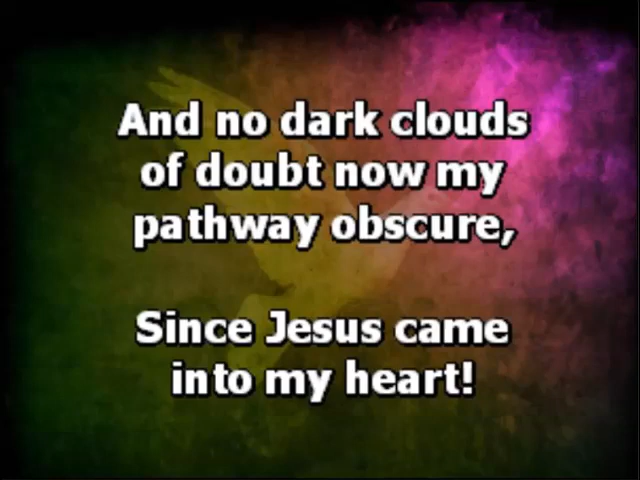 And no dark clouds
of doubt now my
pathway obscure,
Since Jesus came
into my heart!